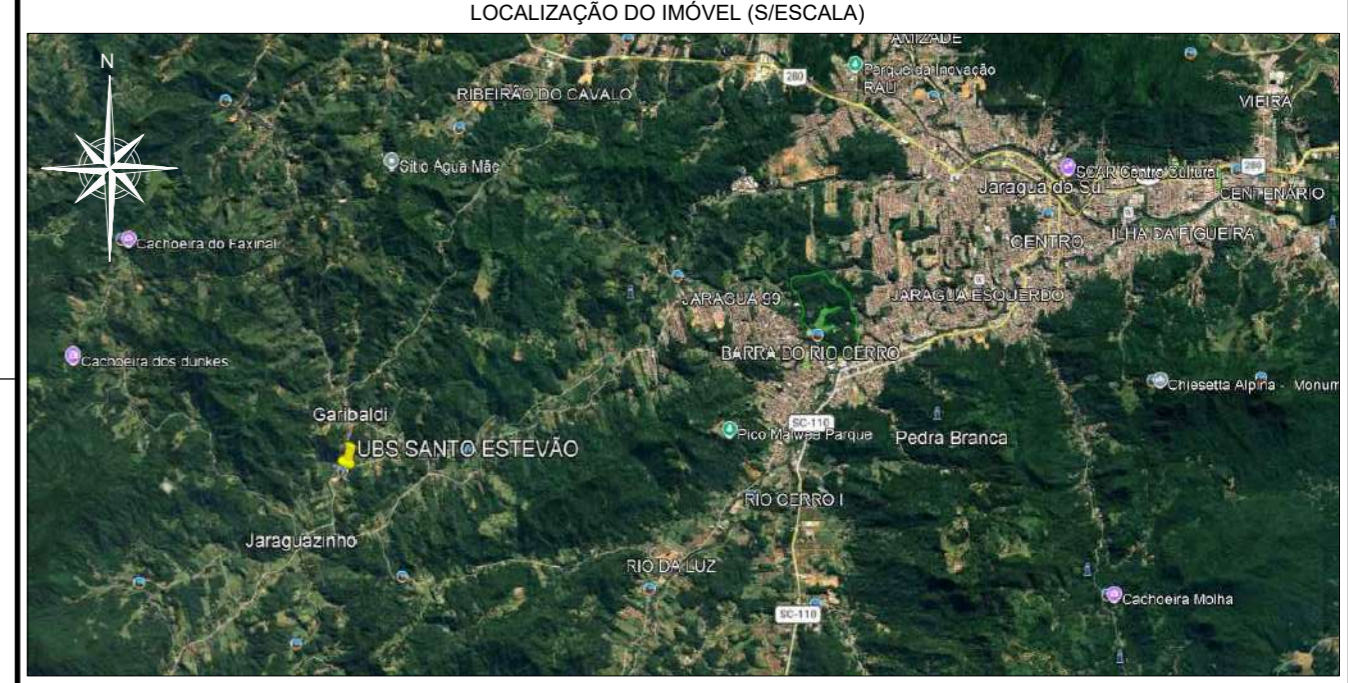 LOCALIZAÇÃO DO IMÓVEL (S/ESCALA)
N
AMIZADE
Parque da Inovação
280
RAU
RIBEIRÃO DO CAVALO
VIEIRA
Sítio Água Mãe
SCAR Centro Cultural
280
Jaraguá do Sul
CENTENÁRIO
Cachoeira do Faxinal
CENTRO
ILHA DA FIGUEIRA
JARAGUÁ 99
JARAGUÁ ESQUERDO
BARRA DO RIO CERRO
Cachoeira dos dunkes
Chiesetta Alpina - Monum
Garibaldi
SC-110
Pico Malwee Parque
Pedra Branca
UBS SANTO ESTEVÃO
RIO CERRO I
Jaraguazinho
RIO DA LUZ
Cachoeira Molha
SC-110